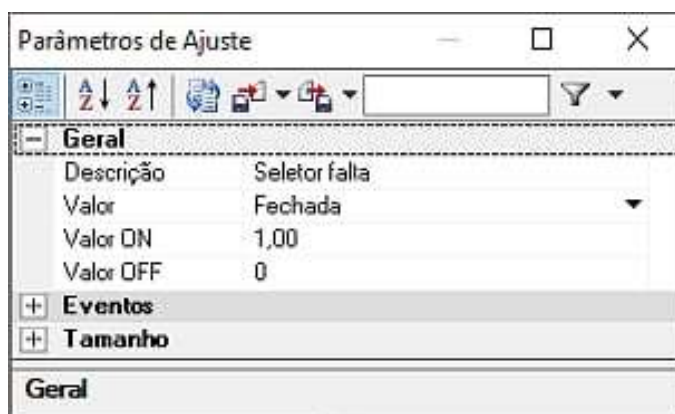 Parâmetros de Ajuste
Geral
Descrição Seletor falta
Valor Fechada
Valor ON 1,00
Valor OFF 0
Eventos
Tamanho
Geral